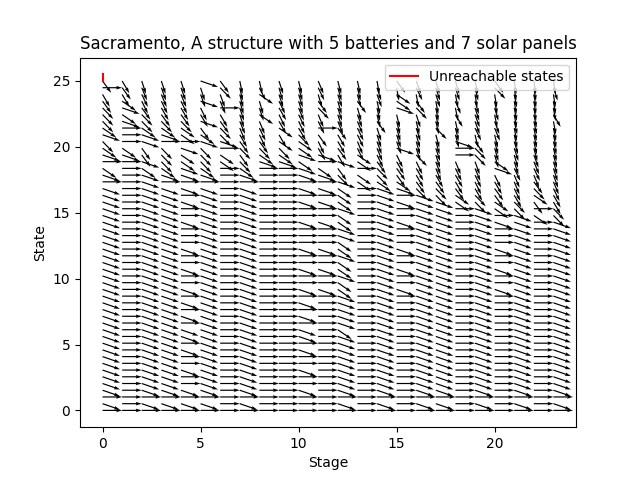 Sacramento, A structure with 5 batteries and 7 solar panels
Unreachable states
State
25
20
15
10
5
0
0 5 10 15 20
Stage